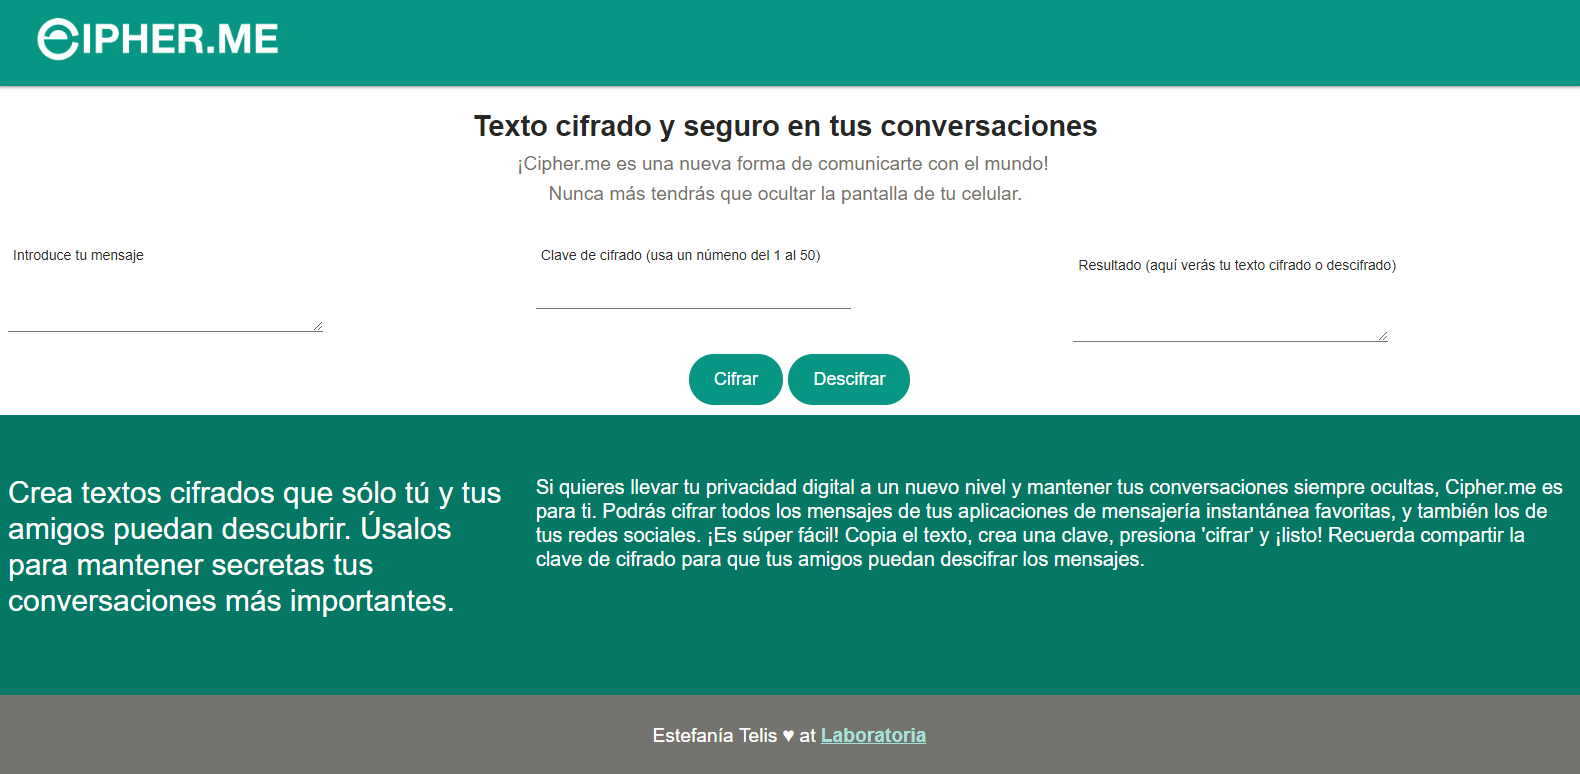 CIPHER.ME
Texto cifrado y seguro en tus conversaciones
¡Cipher.me es una nueva forma de comunicarte con el mundo!
Nunca más tendrás que ocultar la pantalla de tu celular.
Introduce tu mensaje
Clave de cifrado (usa un númeno del 1 al 50)
Resultado (aquí verás tu texto cifrado o descifrado)
Cifrar
Descifrar
Crea textos cifrados que sólo tú y tus
amigos puedan descubrir. Úsalos
para mantener secretas tus
conversaciones más importantes.
Si quieres llevar tu privacidad digital a un nuevo nivel y mantener tus conversaciones siempre ocultas, Cipher.me es
para ti. Podrás cifrar todos los mensajes de tus aplicaciones de mensajería instantánea favoritas, y también los de
tus redes sociales. ¡Es súper fácil! Copia el texto, crea una clave, presiona 'cifrar' y ¡listo! Recuerda compartir la
clave de cifrado para que tus amigos puedan descifrar los mensajes.
Estefanía Telis ♥ at Laboratoria